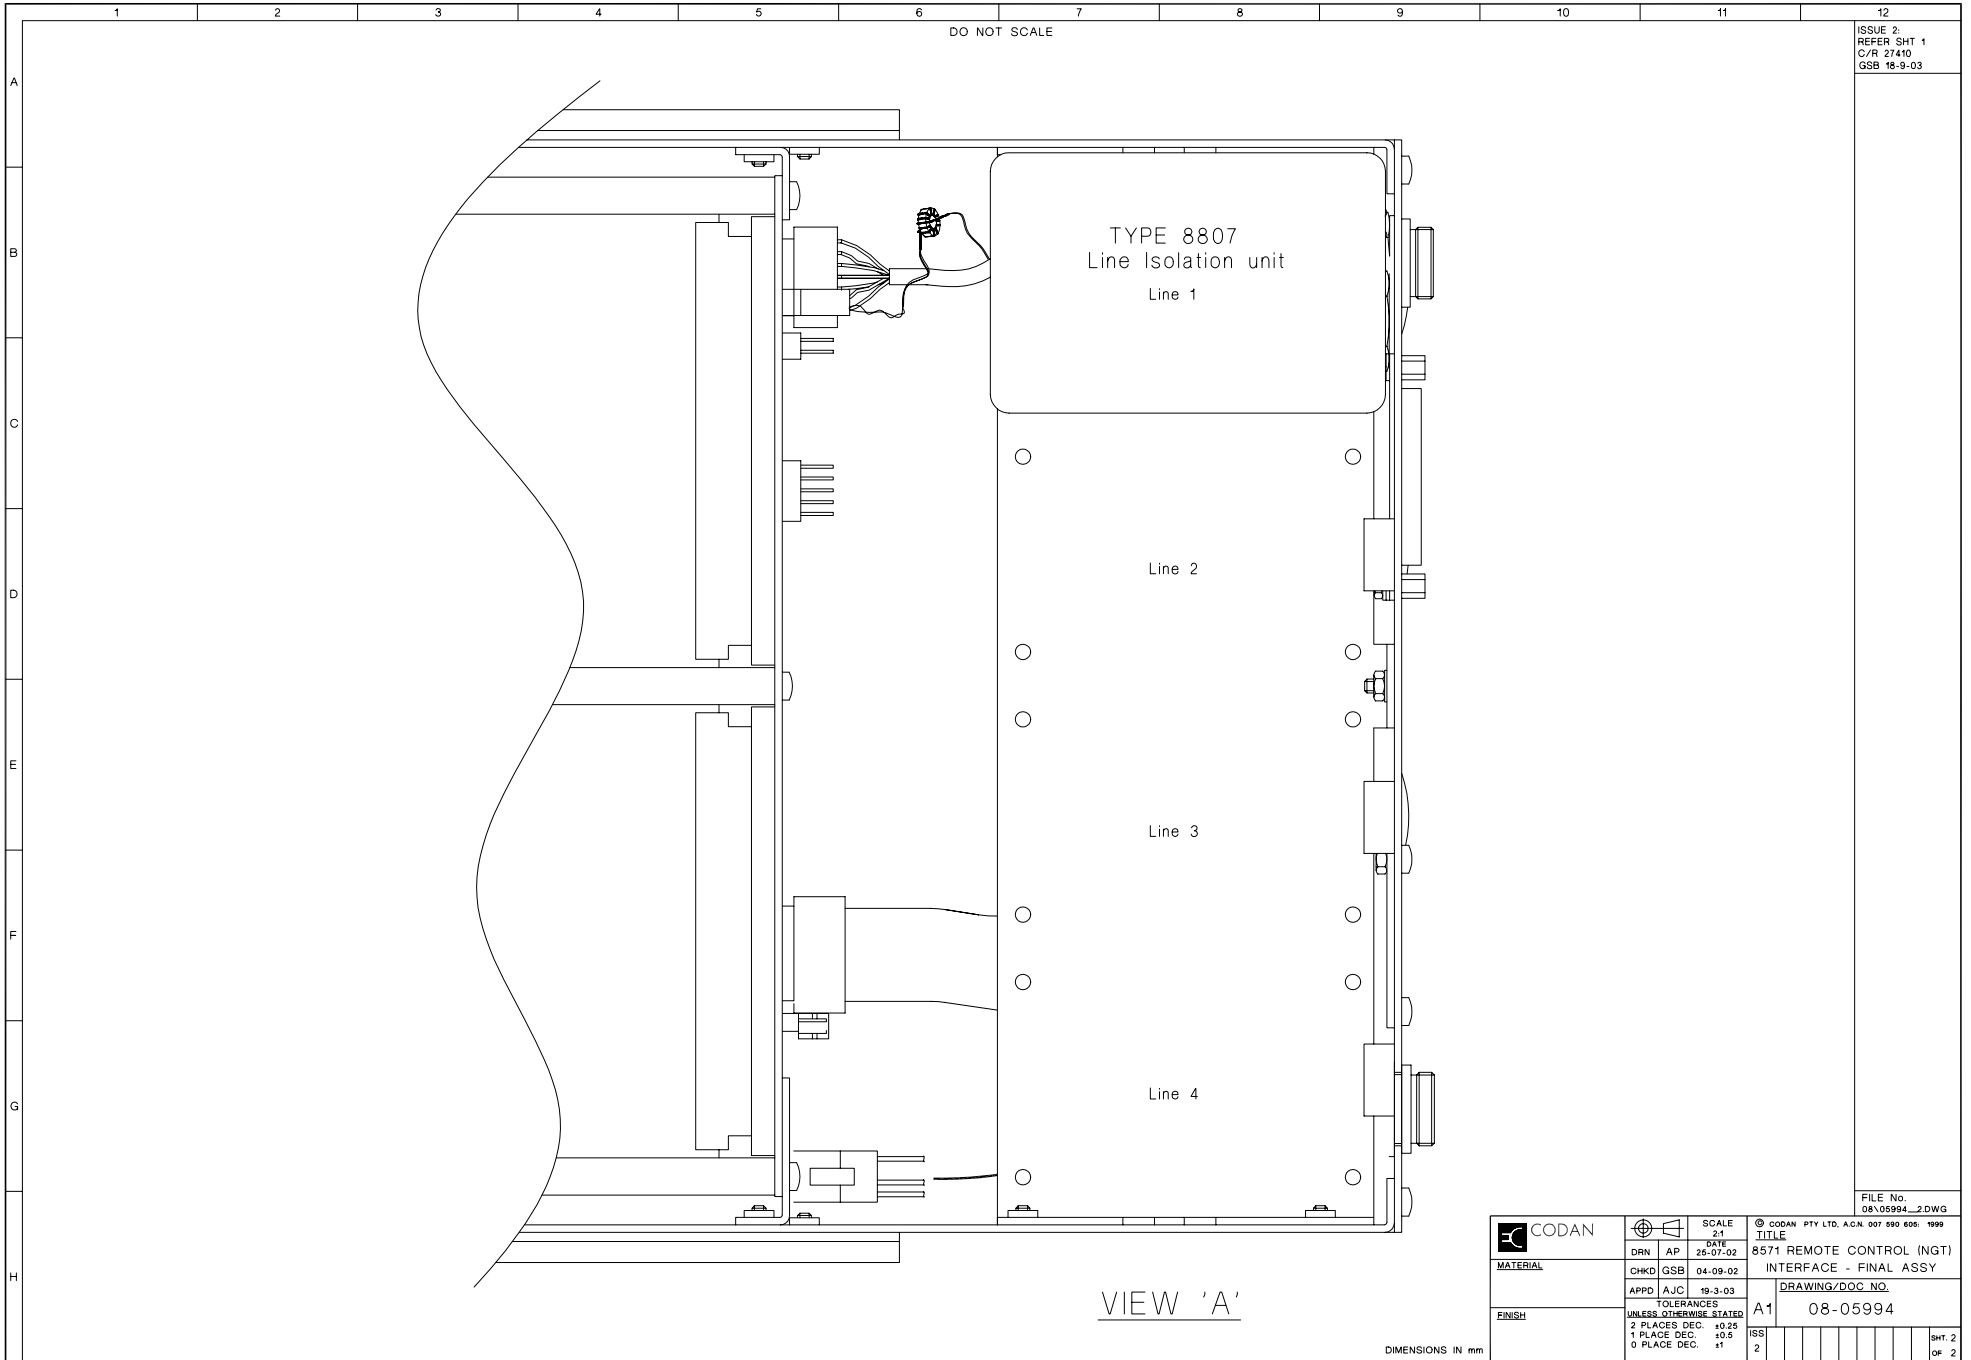 1 2 3 4 5 6 7 8 9 10 11 12
DO NOT SCALE
ISSUE 2:
REFER SHT 1
C/R 27410
GSB 18-9-03
A
B
C
D
E
F
G
H
TYPE 8807
Line Isolation unit
Line 1
Line 2
Line 3
Line 4
VIEW 'A'
DIMENSIONS IN mm
FILE No.
08\05994__2.DWG
CODAN
MATERIAL
FINISH
SCALE
2:1
DRN AP DATE 25-07-02
CHKD GSB 04-09-02
APPD AJC 19-3-03
TOLERANCES
UNLESS OTHERWISE STATED
2 PLACES DEC. ±0.25
1 PLACE DEC. ±0.5
0 PLACE DEC. ±1
© CODAN PTY LTD, A.C.N. 007 590 605: 1999
TITLE
8571 REMOTE CONTROL (NGT)
INTERFACE - FINAL ASSY
DRAWING/DOC NO.
A1 08-05994
ISS
2
SHT. 2
OF 2